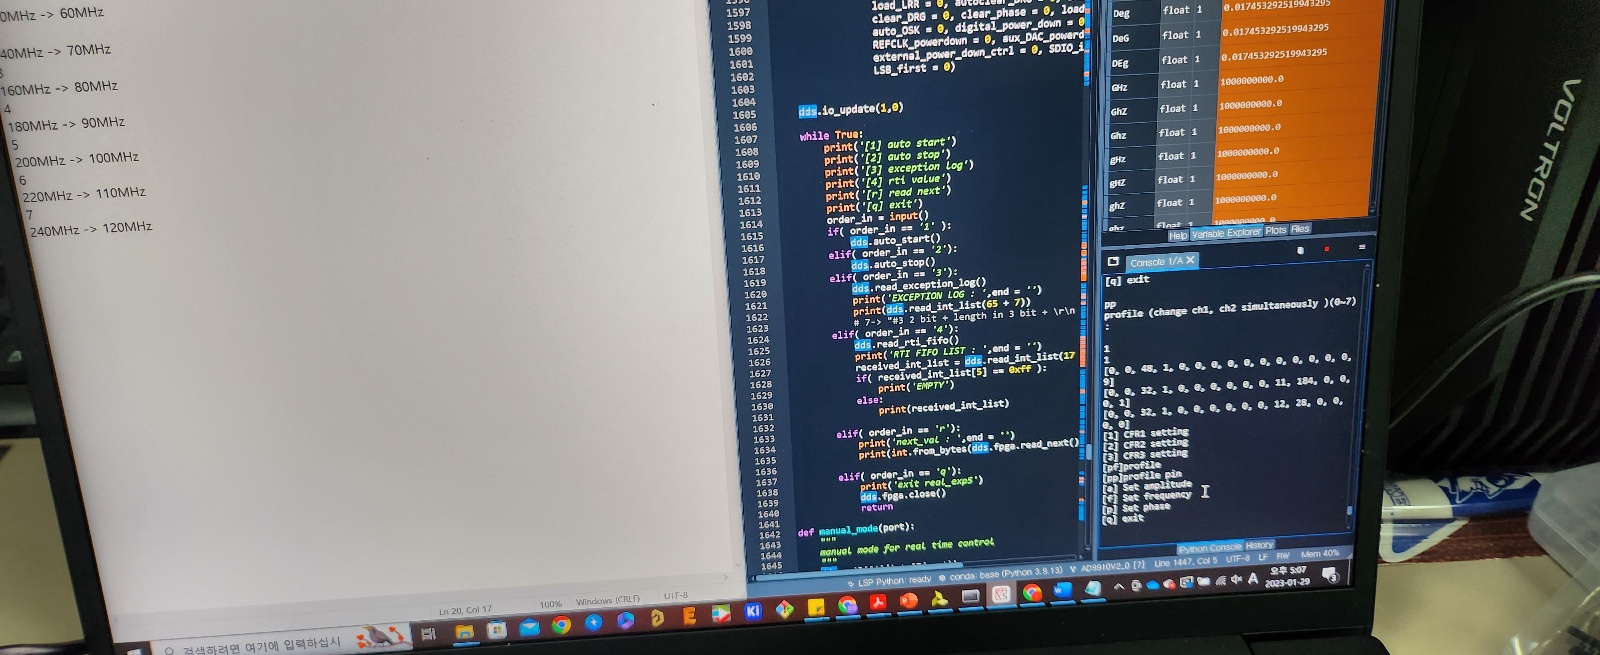 0MHz -> 60MHz
40MHz -> 70MHz
160MHz -> 80MHz
4
180MHz -> 90MHz
5
200MHz -> 100MHz
6
220MHz -> 110MHz
7
240MHz -> 120MHz
Ln 20, Col 17
100%
Windows (CRLF)
UTF-8
1597
1598
1599
1600
1601
1602
1603
1604
1605
1606
1607
1608
1609
1610
1611
1612
1613
1614
1615
1616
1617
1618
1619
1620
1621
1622
1623
1624
1625
1626
1627
1628
1629
1630
1631
1632
1633
1634
1635
1636
1637
1638
1639
1640
1641
1642
1643
1644
1645
clear_DRG = 0, clear_phase = 0, load
auto_OSK = 0, digital_power_down = 0
REFCLK_powerdown = 0, aux_DAC_powerd
external_power_down_ctrl = 0, SDIO_i
LSB_first = 0)
dds.io_update(1,0)
while True:
print('[1] auto start')
print('[2] auto stop')
print('[3] exception log')
print('[4] rti value')
print('[r] read next')
print('[q] exit')
order_in = input()
if( order_in == '1' ):
dds.auto_start()
elif( order_in == '2'):
dds.auto_stop()
elif( order_in == '3'):
dds.read_exception_log()
print('EXCEPTION LOG : ',end = '')
print(dds.read_int_list(65 + 7))
# 7-> "#3 2 bit + length in 3 bit + \r\n
elif( order_in == '4'):
dds.read_rti_fifo()
print('RTI FIFO LIST : ',end = '')
received_int_list = dds.read_int_list(17
if( received_int_list[5] == 0xff ):
print('EMPTY')
else:
print(received_int_list)
elif( order_in == 'r'):
print('next_val : ',end = '')
print(int.from_bytes(dds.fpga.read_next()
elif( order_in == 'q'):
print('exit real_exp5')
dds.fpga.close()
return
def manual_mode(port):
"""
manual mode for real time control
"""
Deg float 1 0.017453292519943295
DeG float 1 0.017453292519943295
DEg float 1 0.017453292519943295
GHz float 1 1000000000.0
GhZ float 1 1000000000.0
Ghz float 1 1000000000.0
gHz float 1 1000000000.0
gHZ float 1 1000000000.0
ghZ float 1 1000000000.0
ghz float 1 1000000000.0
Help Variable Explorer Plots Files
Console 1/A
[q] exit
pp
profile (change ch1, ch2 simultaneously )(0~7)
:
1
1
[0, 0, 48, 1, 0, 0, 0, 0, 0, 0, 0, 0, 0, 0, 0,
9]
[0, 0, 32, 1, 0, 0, 0, 0, 0, 0, 11, 184, 0, 0,
0, 1]
[0, 0, 32, 1, 0, 0, 0, 0, 0, 0, 12, 28, 0, 0,
0, 0]
[1] CFR1 setting
[2] CFR2 setting
[3] CFR3 setting
[pf]profile
[pp]profile pin
[a] Set amplitude
[f] Set frequency
[p] Set phase
[q] exit
IPython Console History
LSP Python: ready
conda: base (Python 3.9.13)
AD9910V2_0 [7]
Line 1447, Col 5
UTF-8
LF
RW
Mem 40%
검색하려면 여기에 입력하십시
KI
A
오후 5:07
2023-01-29
3
VOLTRON